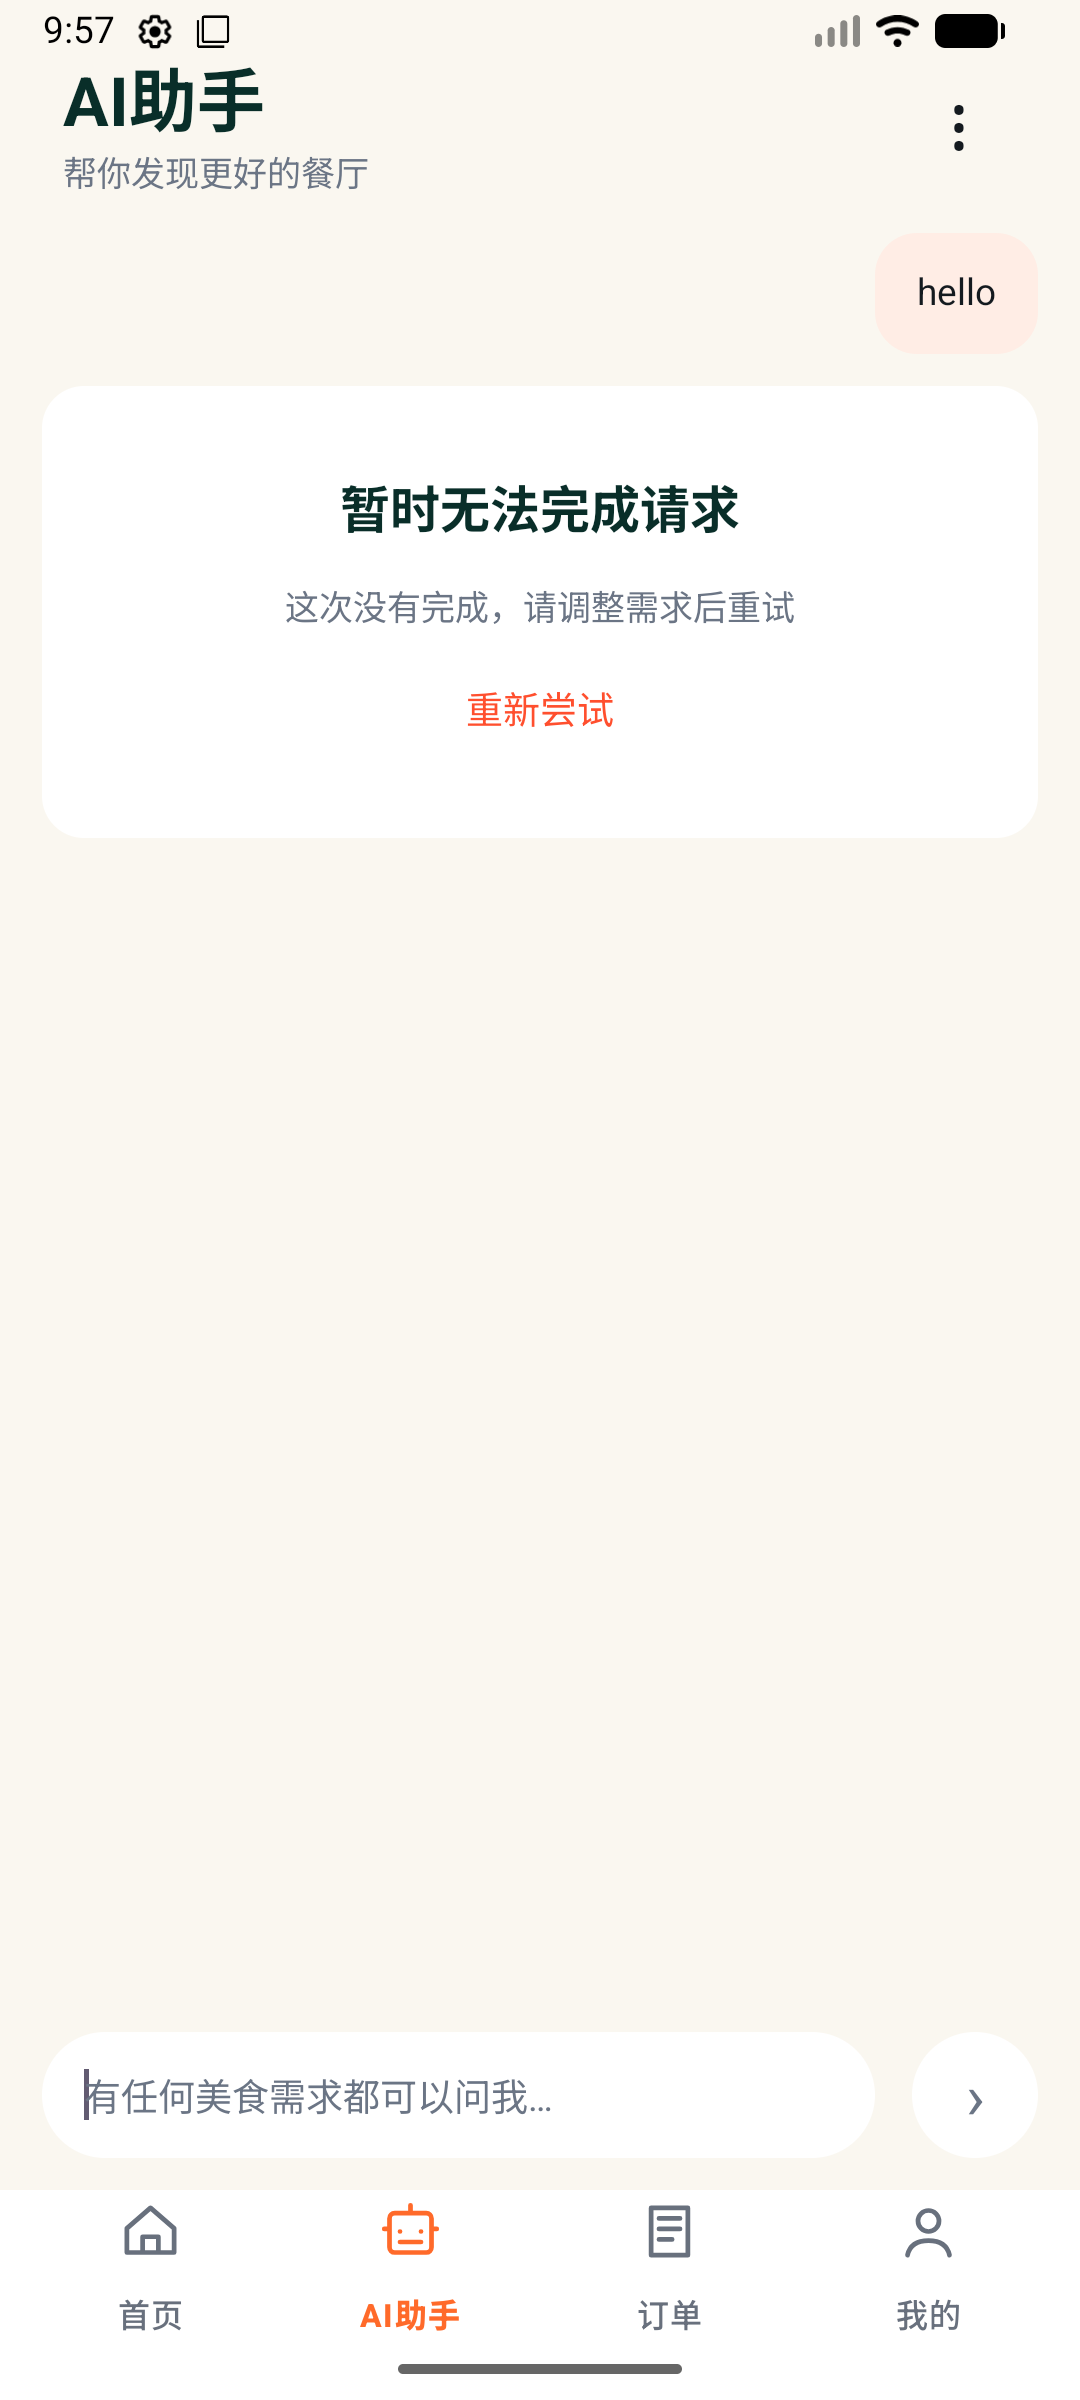 9:57
AI助手
帮你发现更好的餐厅
hello
暂时无法完成请求
这次没有完成，请调整需求后重试
重新尝试
有任何美食需求都可以问我...
首页
AI助手
订单
我的